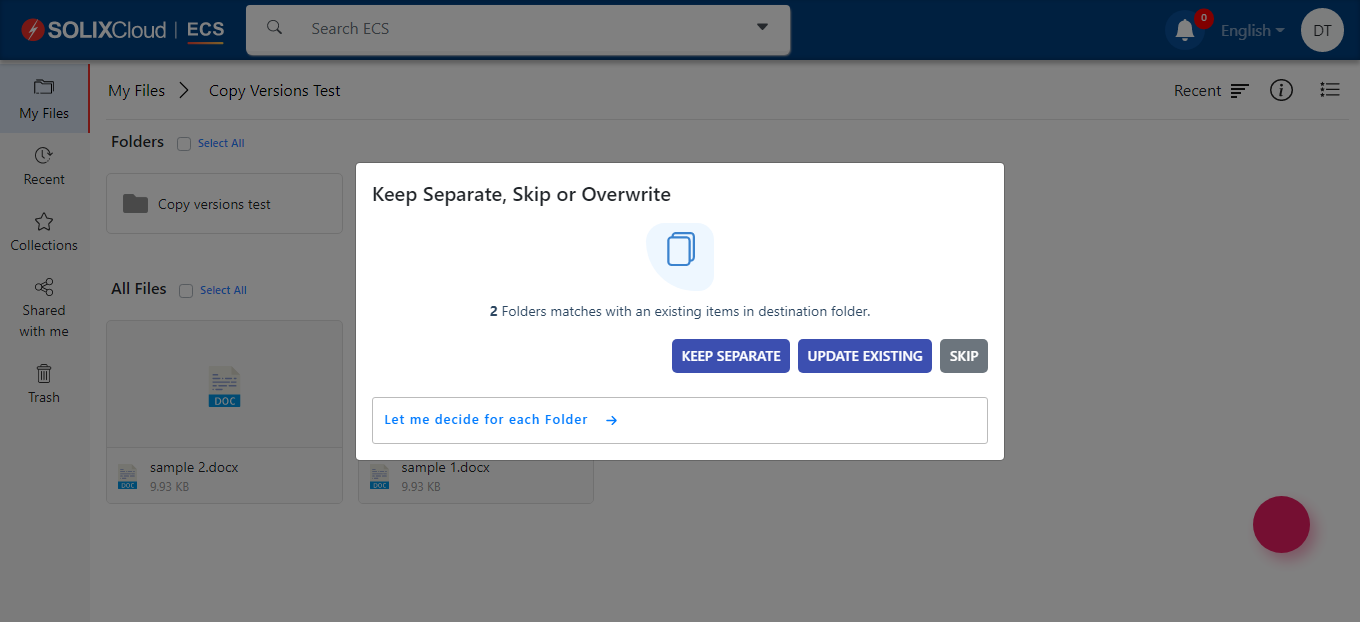 SOLIXCloud | ECS
Search ECS
0
English
DT
My Files
Recent
Collections
Shared
with me
Trash
My Files > Copy Versions Test
Recent
Folders
Select All
Copy versions test
All Files
Select All
DOC
DOC
sample 2.docx
9.93 KB
DOC
sample 1.docx
9.93 KB
Keep Separate, Skip or Overwrite
2 Folders matches with an existing items in destination folder.
KEEP SEPARATE
UPDATE EXISTING
SKIP
Let me decide for each Folder →